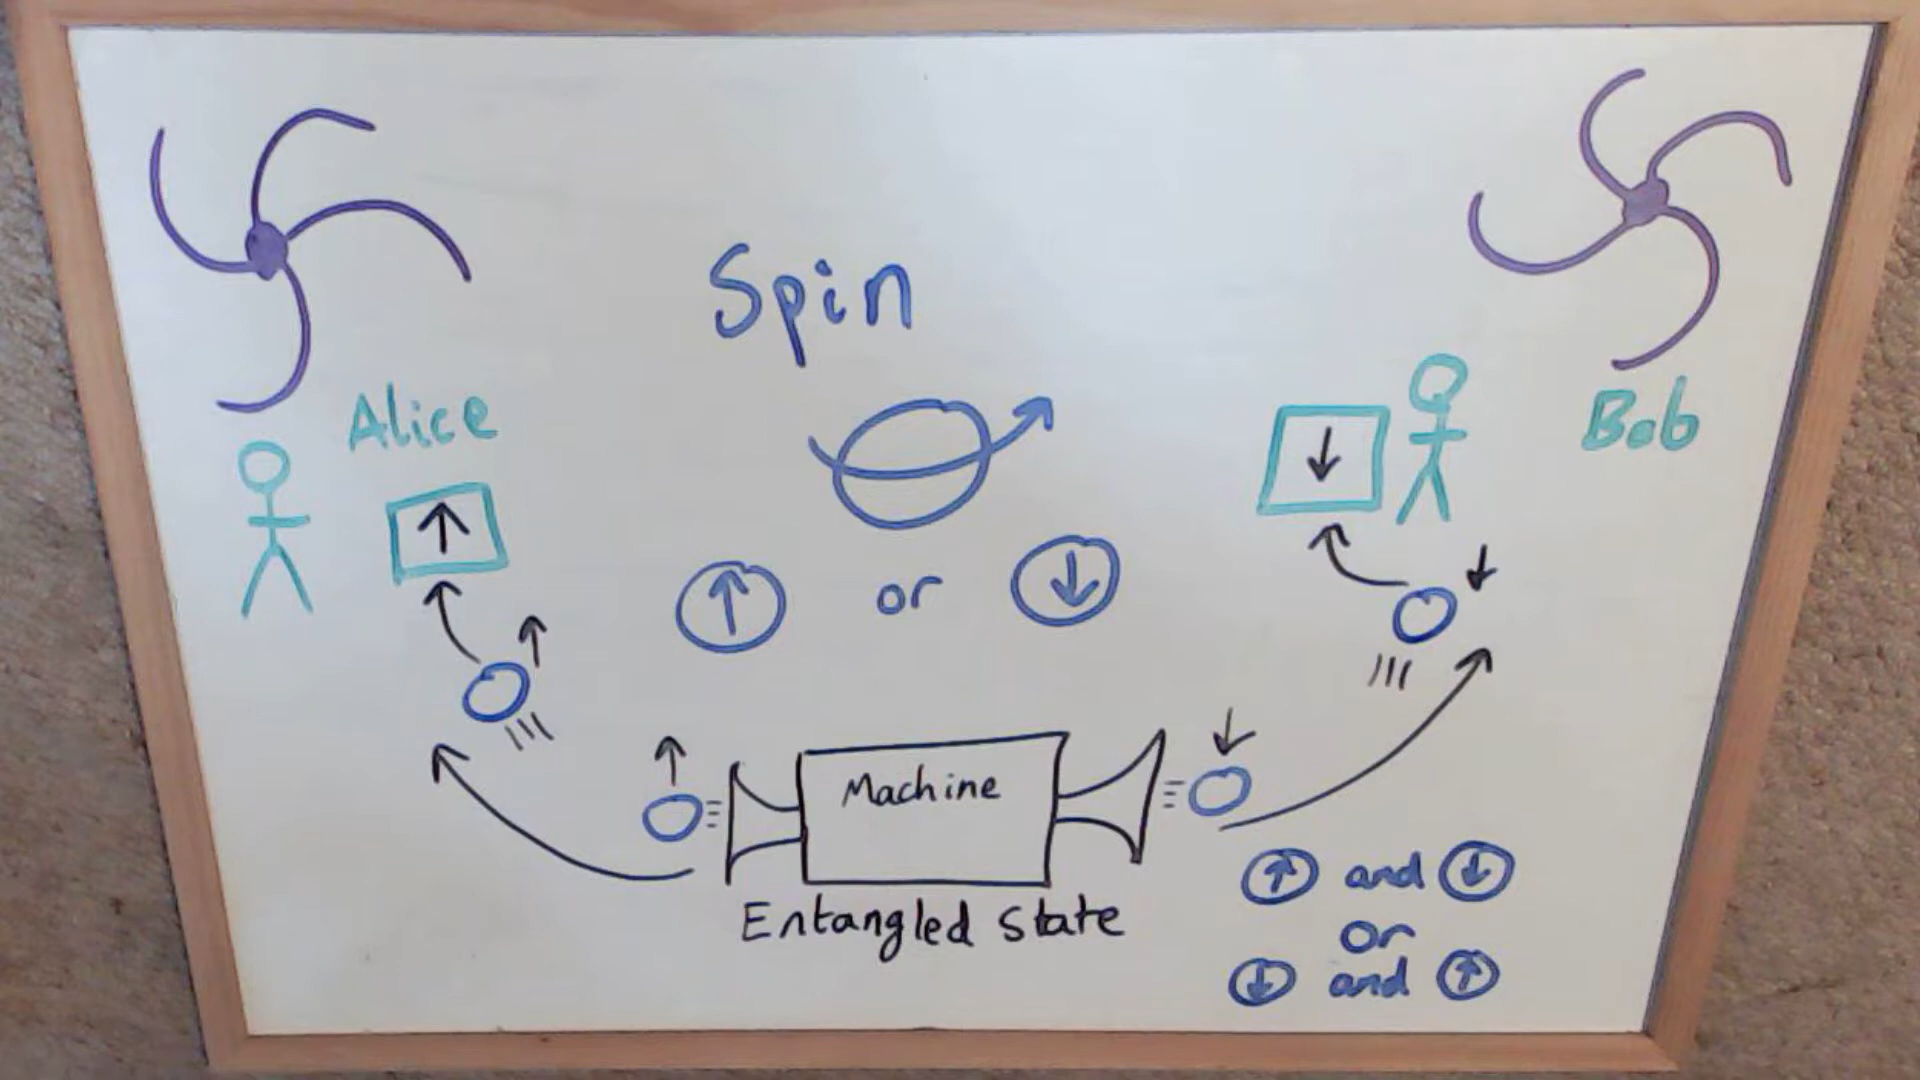 Spin
Alice
Bob
or
Machine
Entangled State
and
or
and